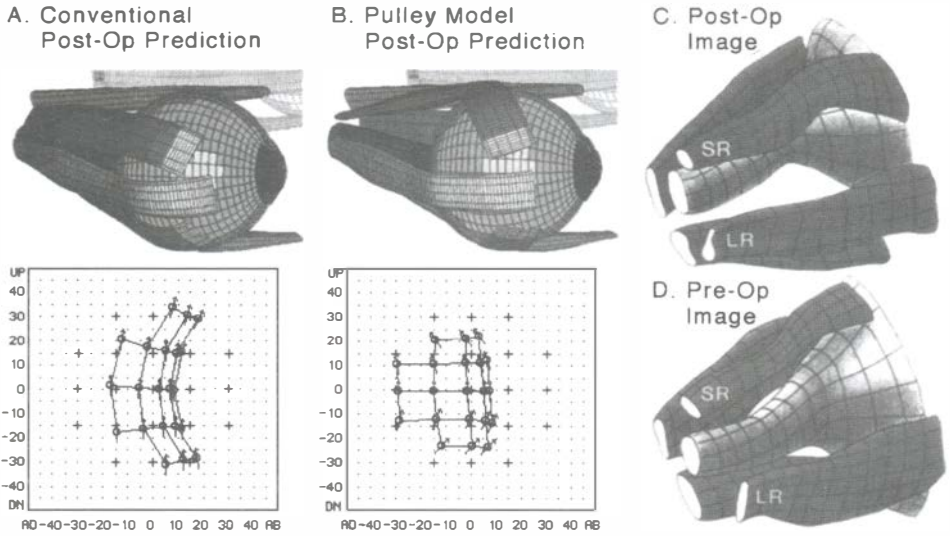 A. Conventional
Post-Op Prediction
B. Pulley Model
Post-Op Prediction
C. Post-Op
Image
SR
LR
D. Pre-Op
Image
SR
LR
UP
40
30
20
10
0
-10
-20
-30
-40
DN
AD-40-30-20-10 0 10 20 30 40 AB
UP
40
30
20
10
0
-10
-20
-30
-40
DN
AD-40-30-20-10 0 10 20 30 40 AB